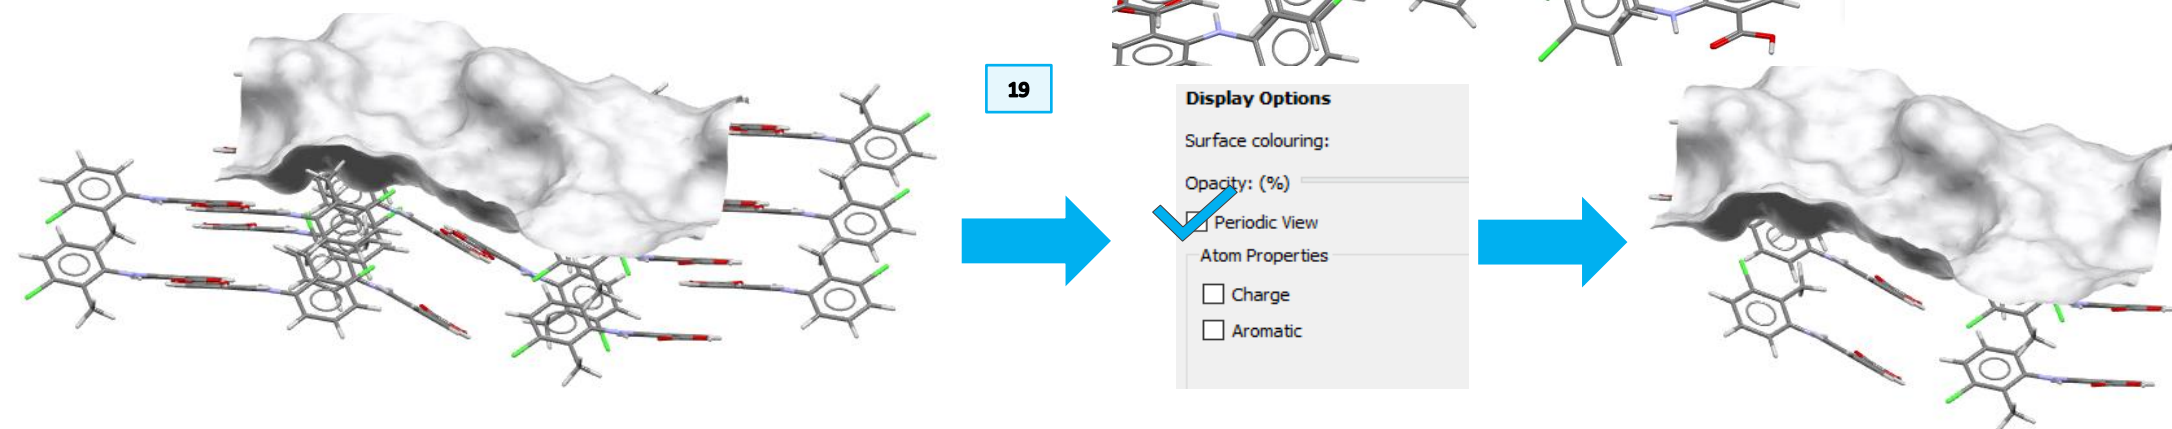 19
Display Options
Surface colouring:
Opacity: (%)
Periodic View
Atom Properties
Charge
Aromatic